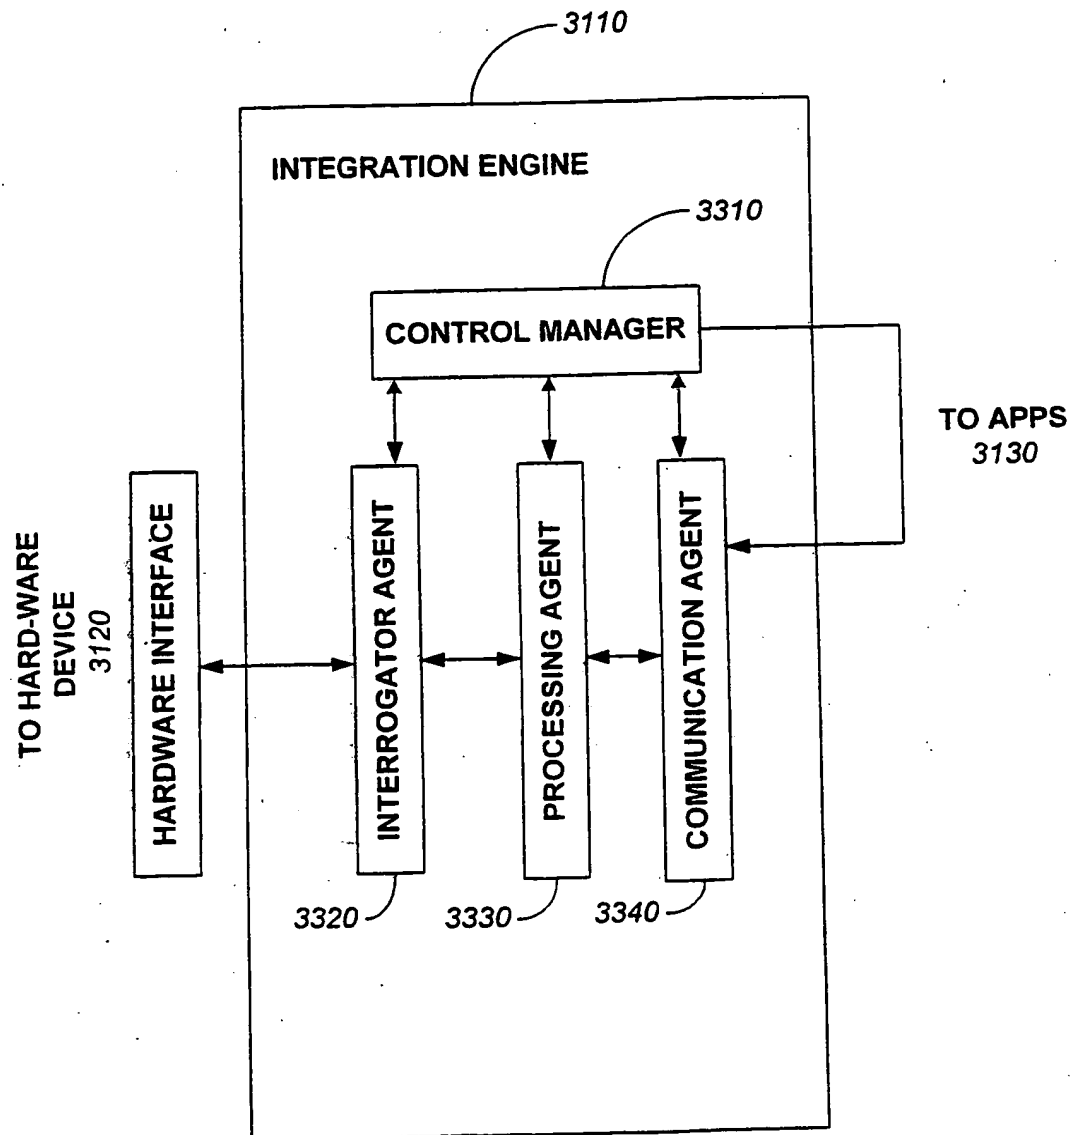 3110
INTEGRATION ENGINE
3310
CONTROL MANAGER
TO APPS
3130
TO HARD-WARE
DEVICE
3120
HARDWARE INTERFACE
INTERROGATOR AGENT
PROCESSING AGENT
COMMUNICATION AGENT
3320
3330
3340